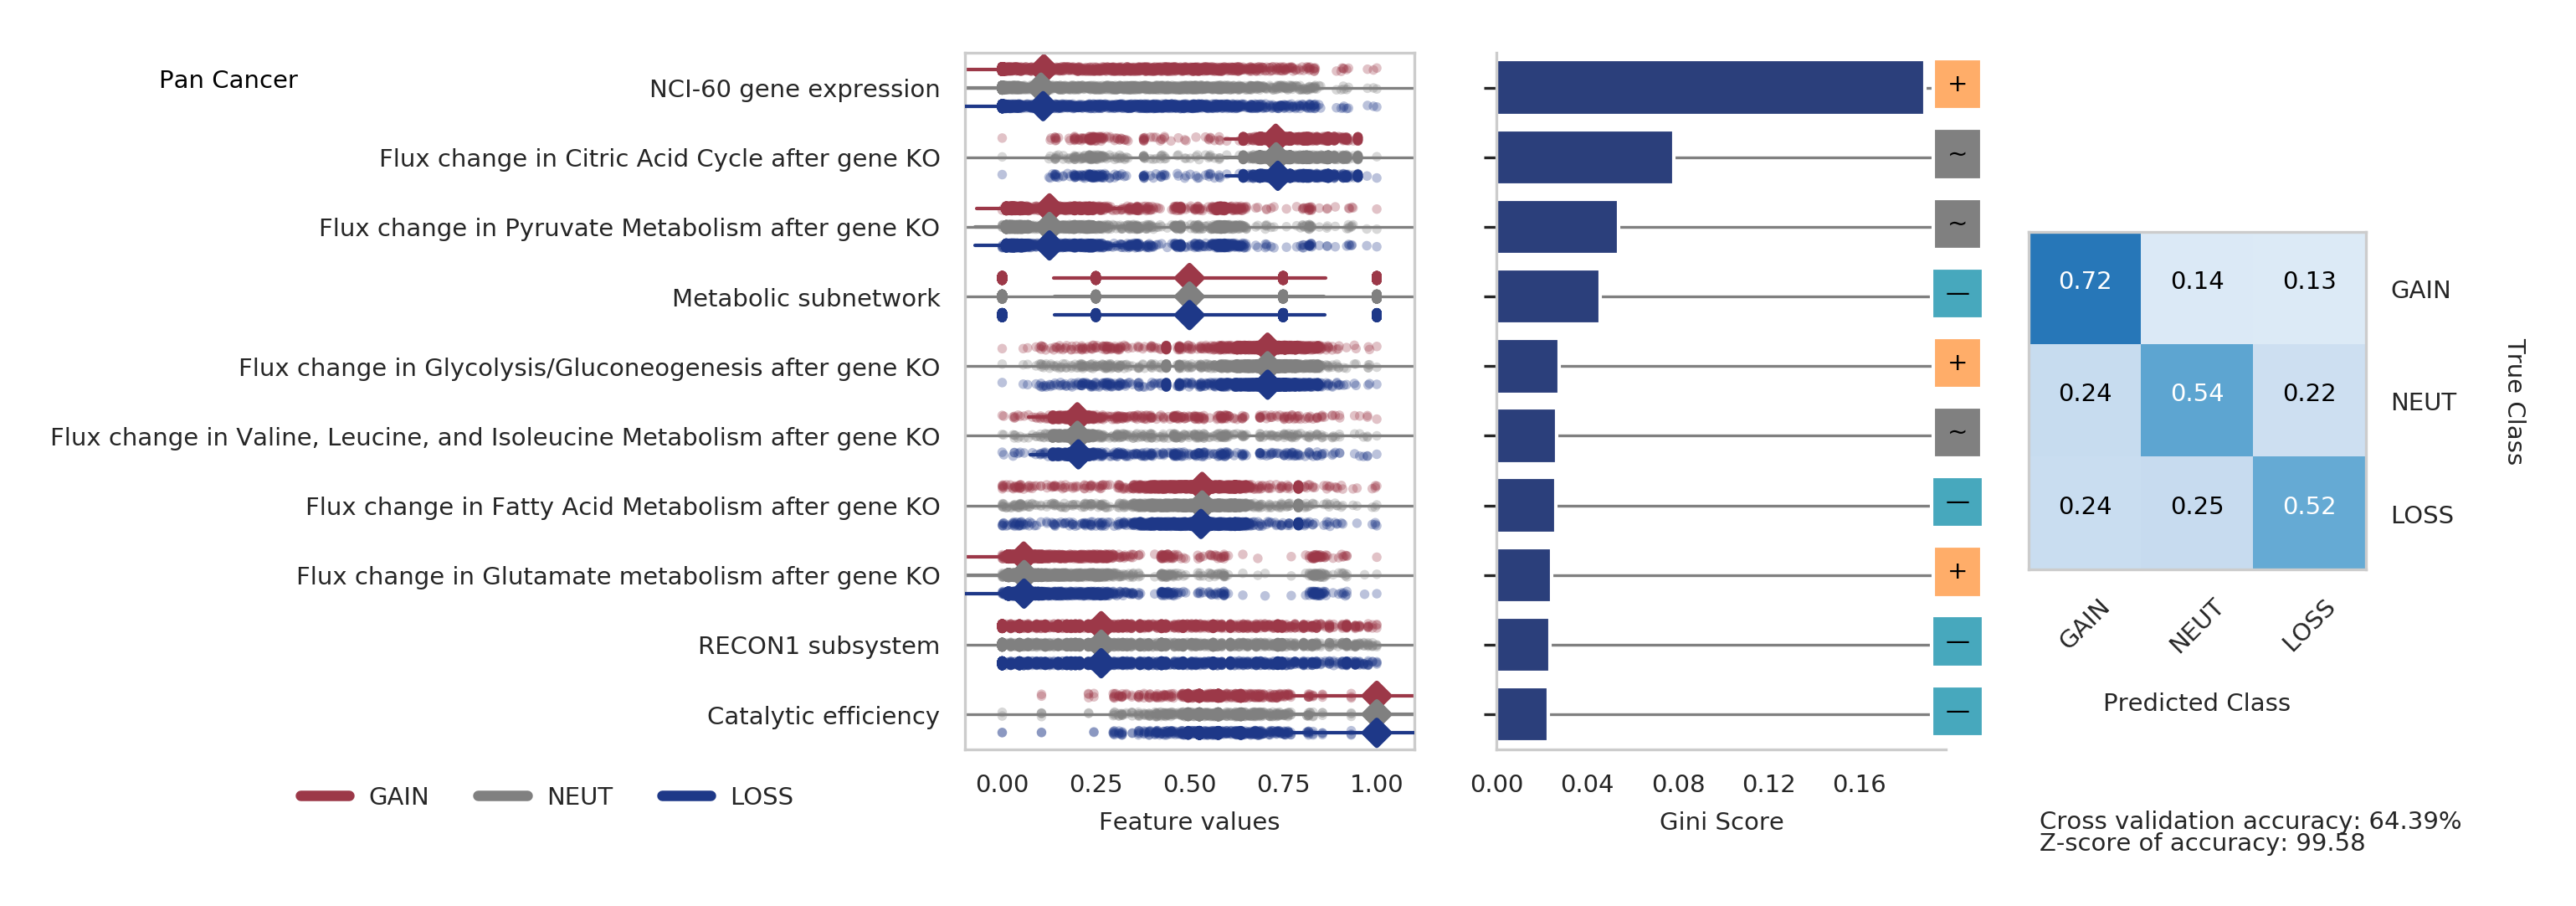 Pan Cancer
NCI-60 gene expression
Flux change in Citric Acid Cycle after gene KO
Flux change in Pyruvate Metabolism after gene KO
Metabolic subnetwork
Flux change in Glycolysis/Gluconeogenesis after gene KO
Flux change in Valine, Leucine, and Isoleucine Metabolism after gene KO
Flux change in Fatty Acid Metabolism after gene KO
Flux change in Glutamate metabolism after gene KO
RECON1 subsystem
Catalytic efficiency
GAIN NEUT LOSS
0.00 0.25 0.50 0.75 1.00
Feature values
+
~
~
—
+
~
—
+
—
—
0.00 0.04 0.08 0.12 0.16
Gini Score
0.72 0.14 0.13 GAIN
0.24 0.54 0.22 NEUT
0.24 0.25 0.52 LOSS
True Class
GAIN NEUT LOSS
Predicted Class
Cross validation accuracy: 64.39%
Z-score of accuracy: 99.58